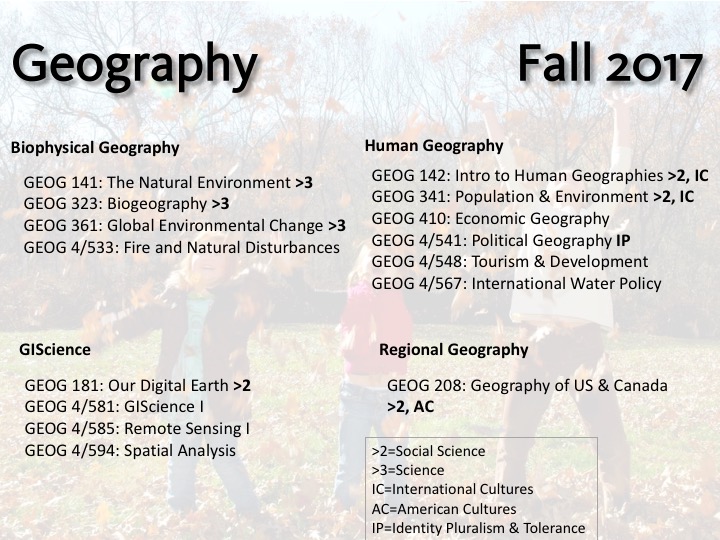 Geography
Fall 2017
Biophysical Geography
GEOG 141: The Natural Environment >3
GEOG 323: Biogeography >3
GEOG 361: Global Environmental Change >3
GEOG 4/533: Fire and Natural Disturbances
Human Geography
GEOG 142: Intro to Human Geographies >2, IC
GEOG 341: Population & Environment >2, IC
GEOG 410: Economic Geography
GEOG 4/541: Political Geography IP
GEOG 4/548: Tourism & Development
GEOG 4/567: International Water Policy
GIScience
GEOG 181: Our Digital Earth >2
GEOG 4/581: GIScience I
GEOG 4/585: Remote Sensing I
GEOG 4/594: Spatial Analysis
Regional Geography
GEOG 208: Geography of US & Canada
>2, AC
>2=Social Science
>3=Science
IC=International Cultures
AC=American Cultures
IP=Identity Pluralism & Tolerance